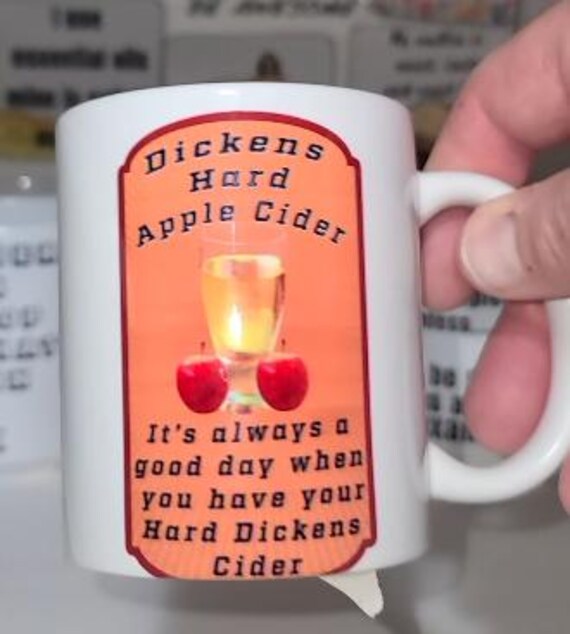 Dickens
Hard
Apple Cider
It's always a
good day when
you have your
Hard Dickens
Cider